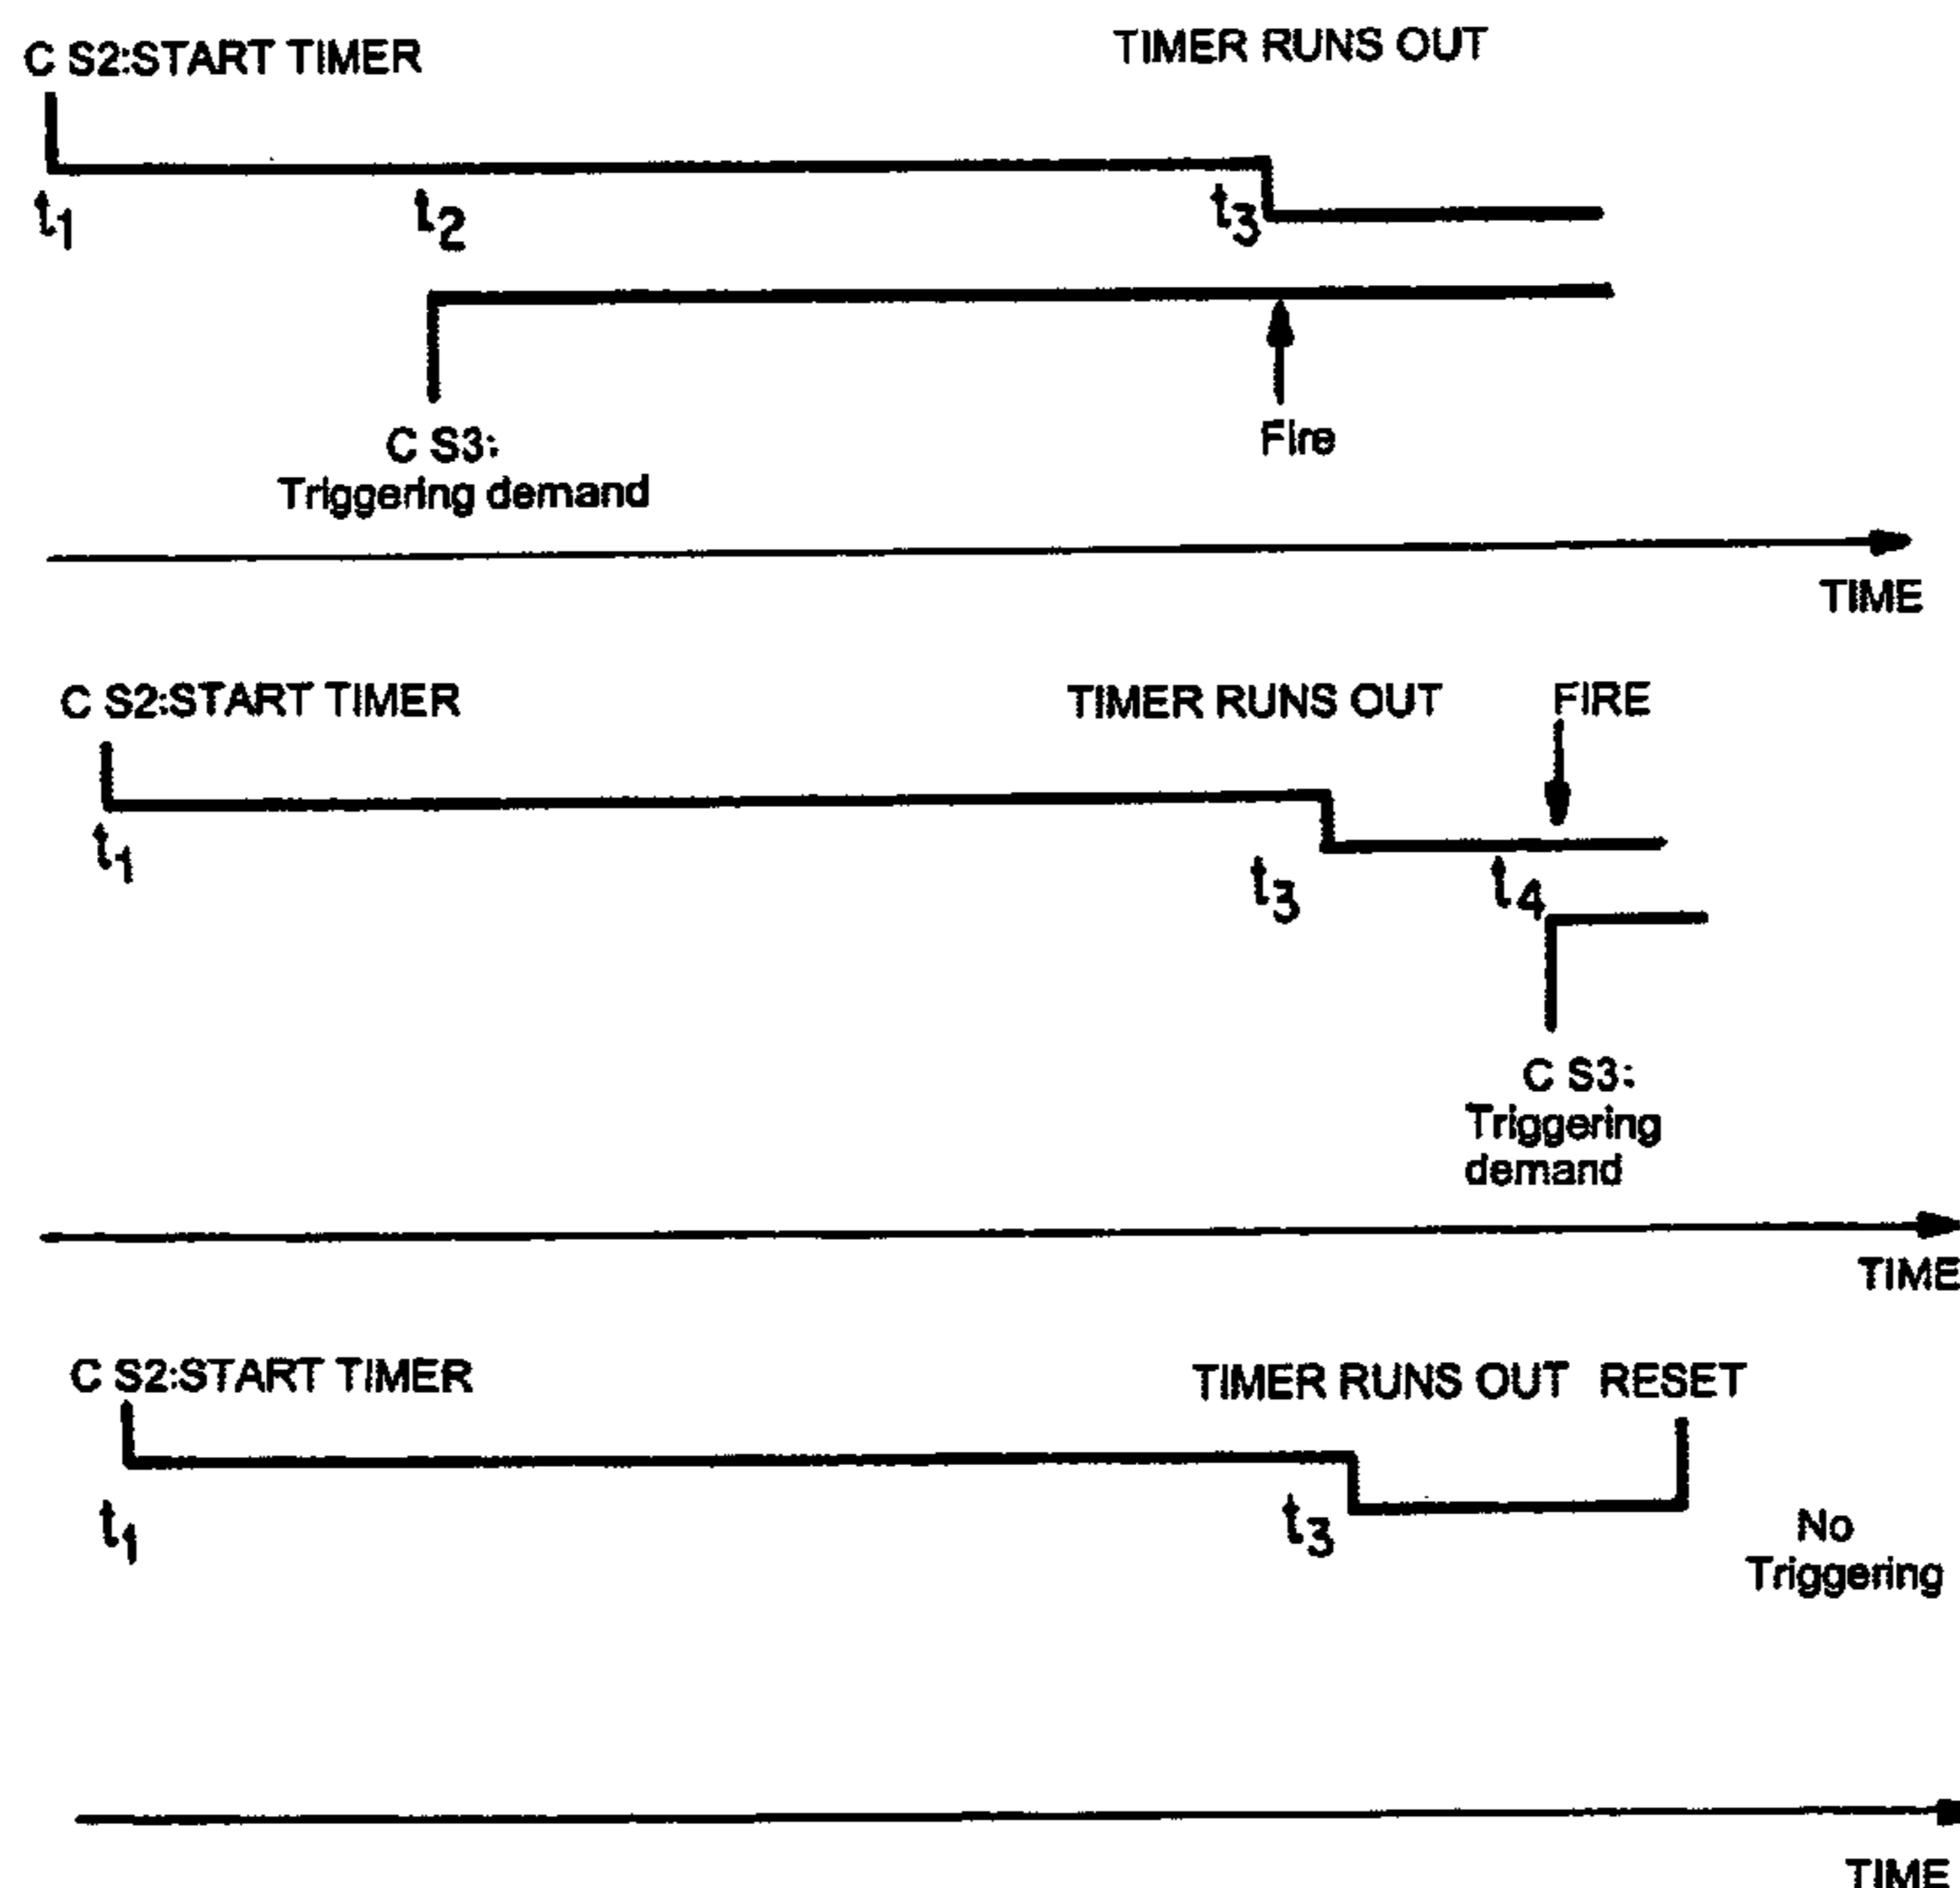 C S2:START TIMER
TIMER RUNS OUT
t1
t2
t3
C S3:
Triggering demand
Fire
TIME
C S2:START TIMER
TIMER RUNS OUT
FIRE
t1
t3
t4
C S3:
Triggering
demand
TIME
C S2:START TIMER
TIMER RUNS OUT
RESET
t1
t3
No
Triggering
TIME